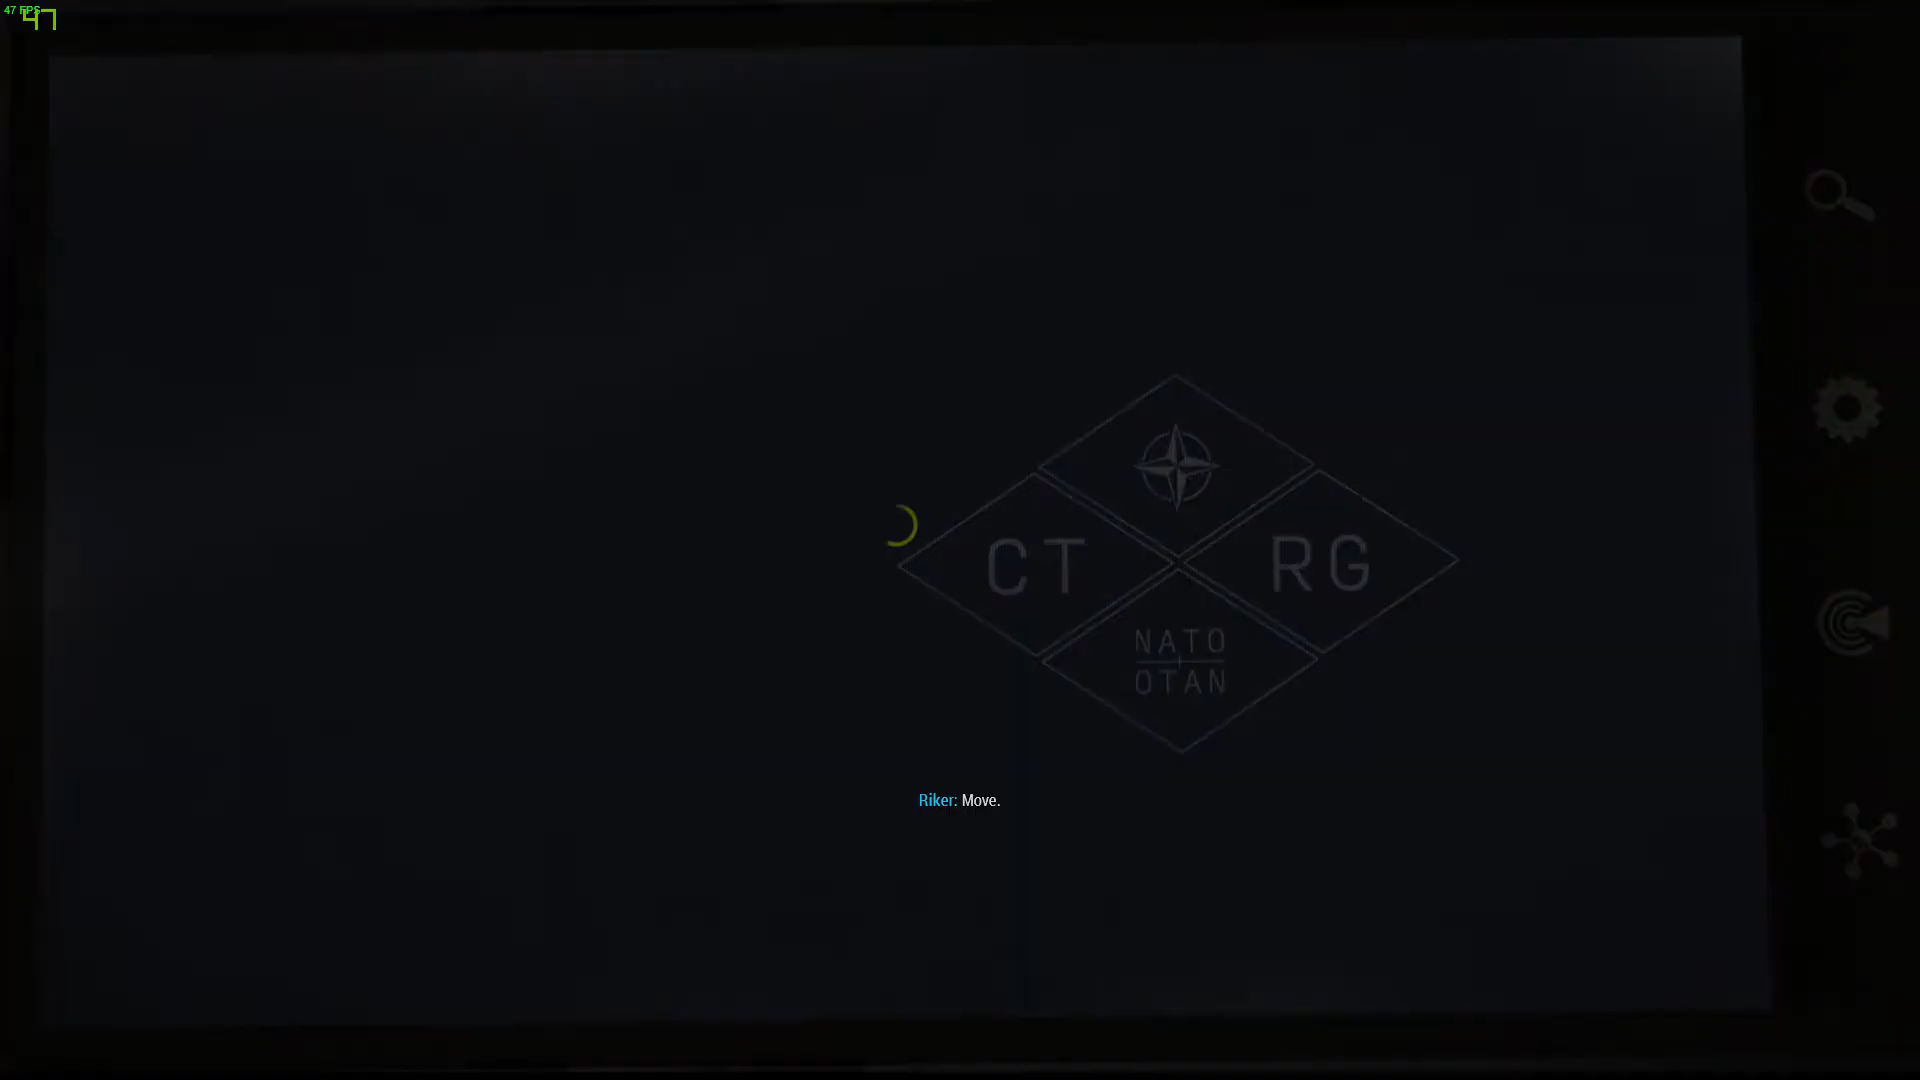 47 FPS
47
CT
RG
NATO
OTAN
Riker: Move.